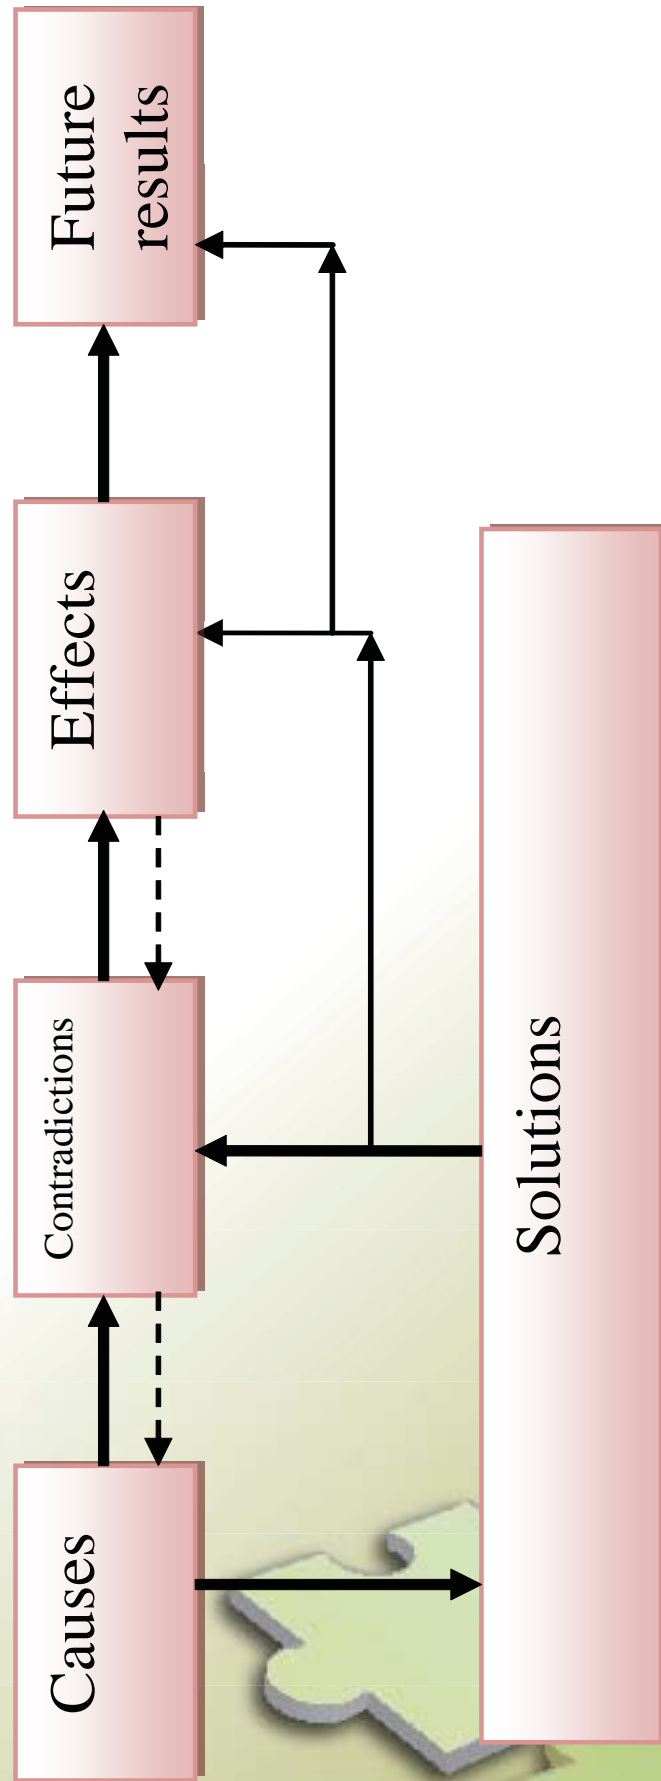 Causes
Contradictions
Effects
Future
results
Solutions